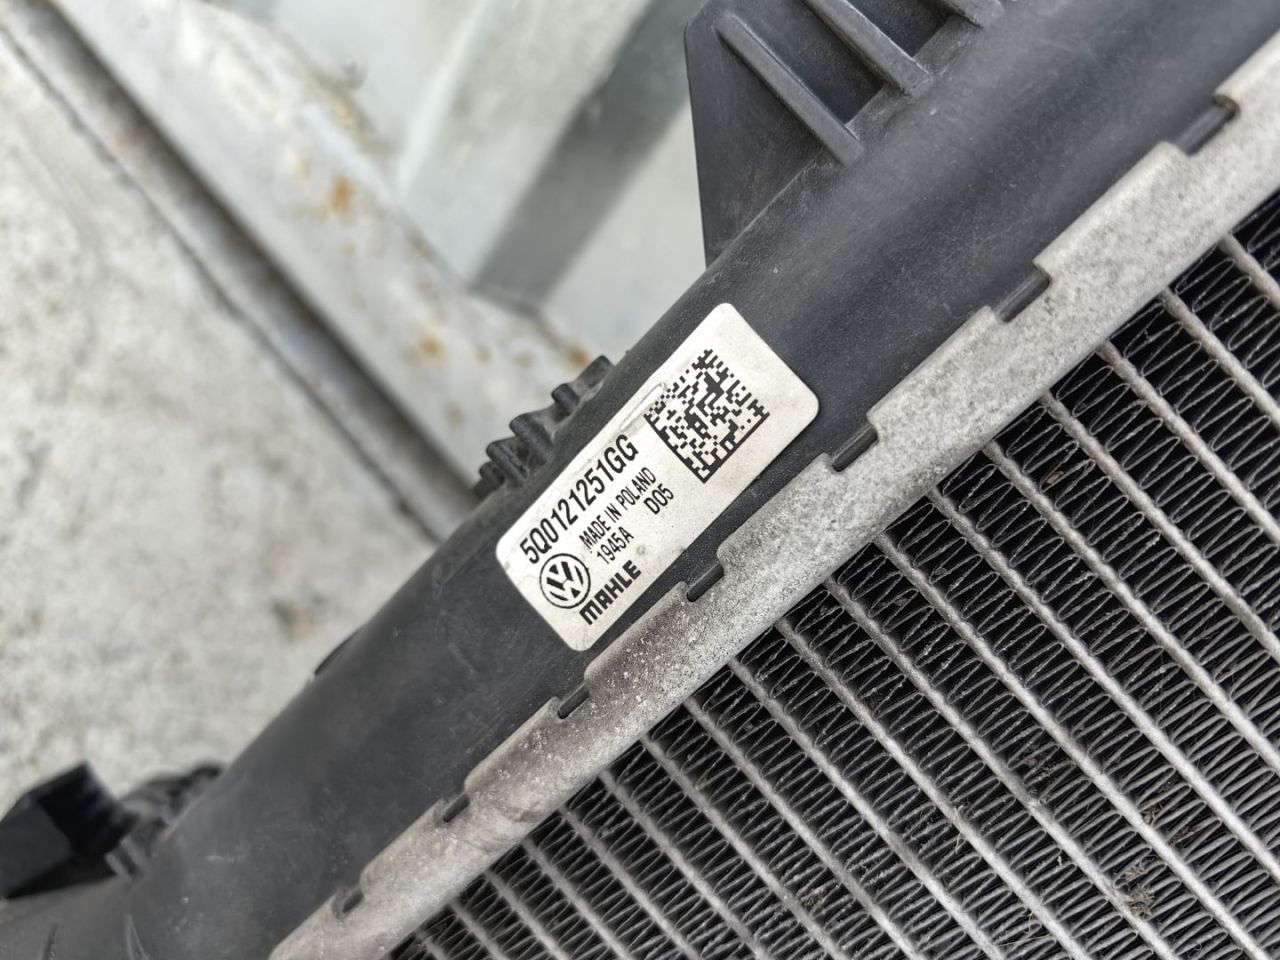 5Q0121251GG
MADE IN POLAND
1945A D05
MAHLE